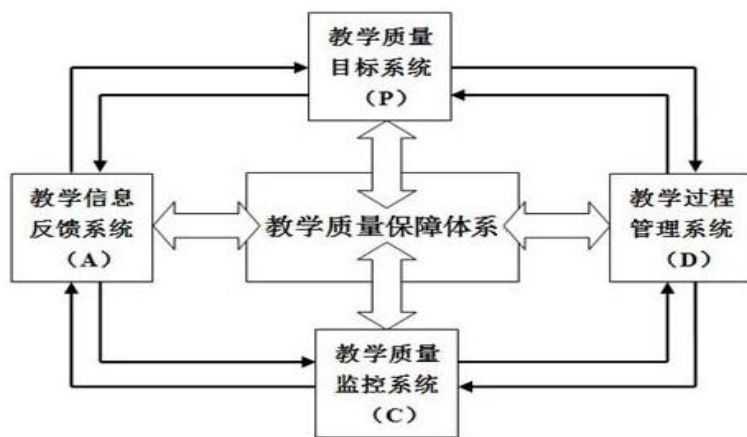 教学质量
目标系统
（P）
教学信息
反馈系统
（A）
教学质量保障体系
教学过程
管理系统
（D）
教学质量
监控系统
（C）